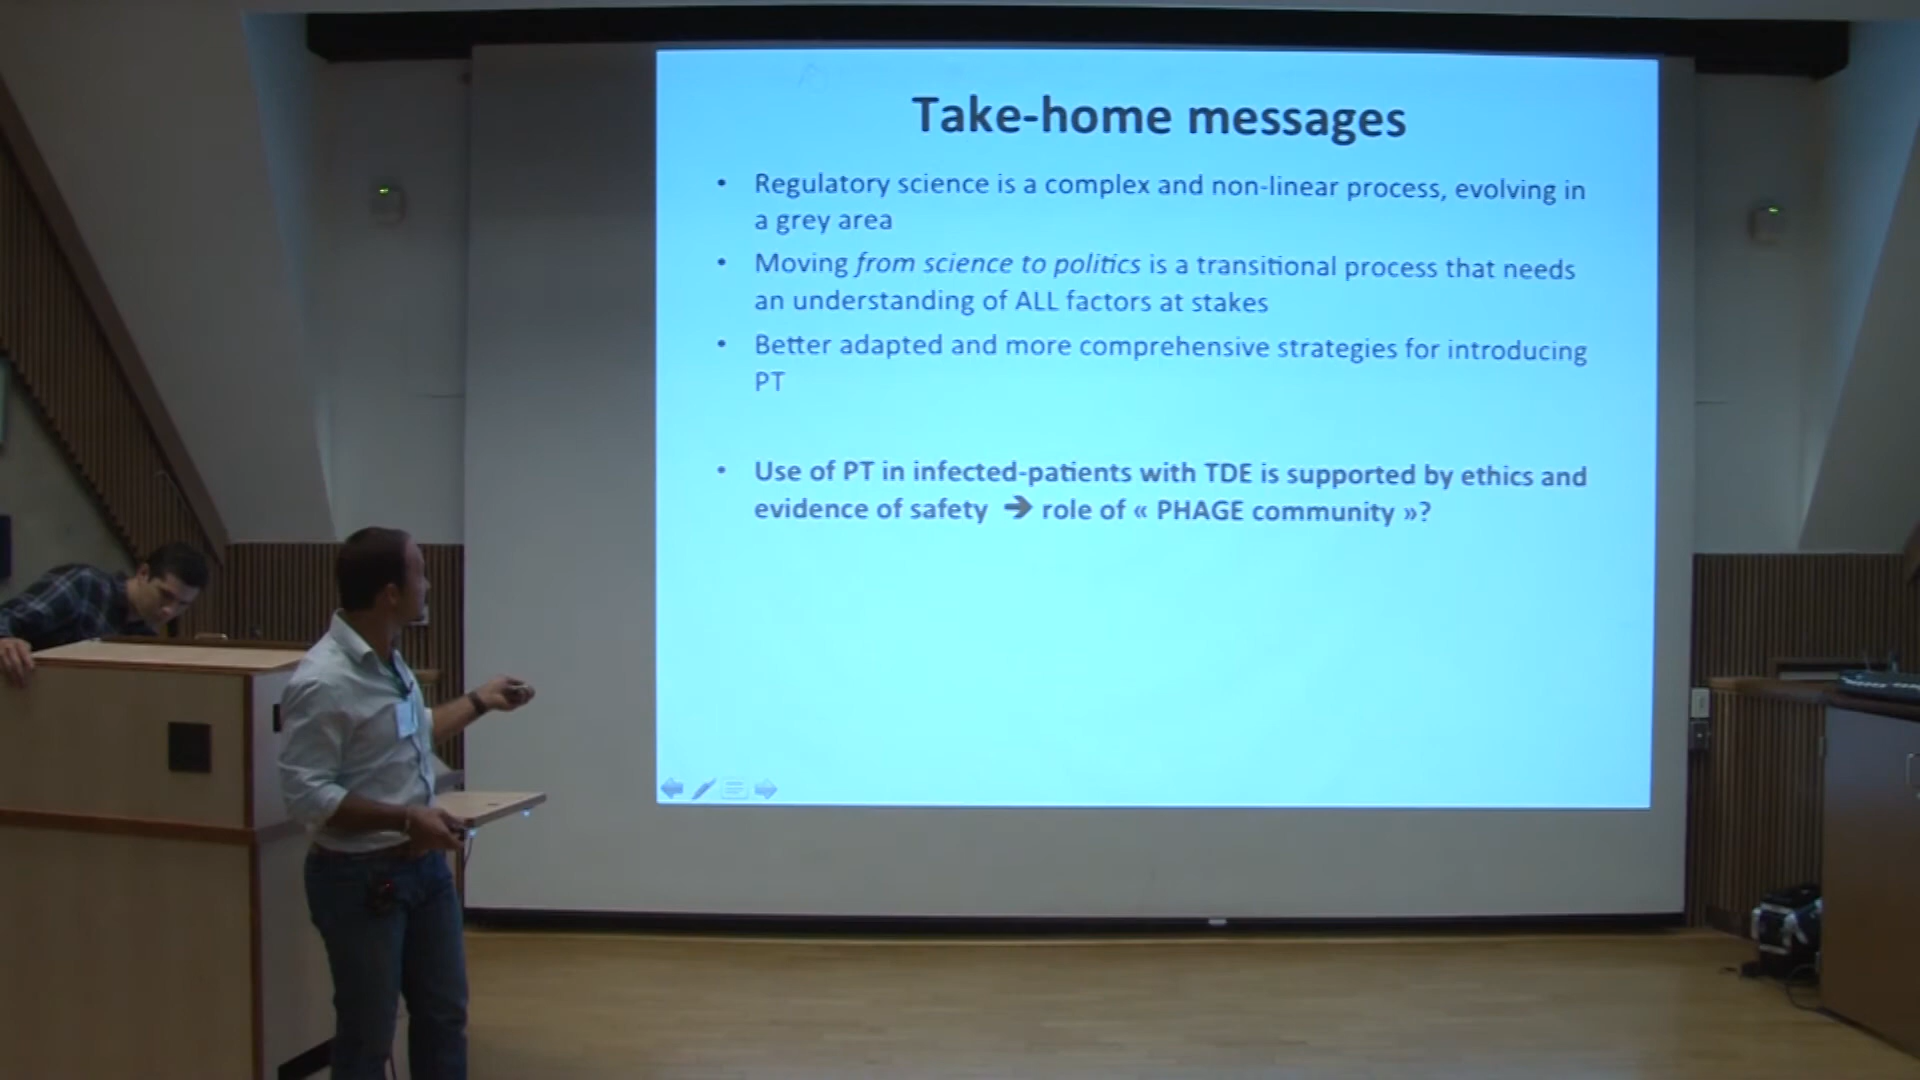 Take-home messages
• Regulatory science is a complex and non-linear process, evolving in
a grey area
• Moving from science to politics is a transitional process that needs
an understanding of ALL factors at stakes
• Better adapted and more comprehensive strategies for introducing
PT
• Use of PT in infected-patients with TDE is supported by ethics and
evidence of safety ➔ role of « PHAGE community »?